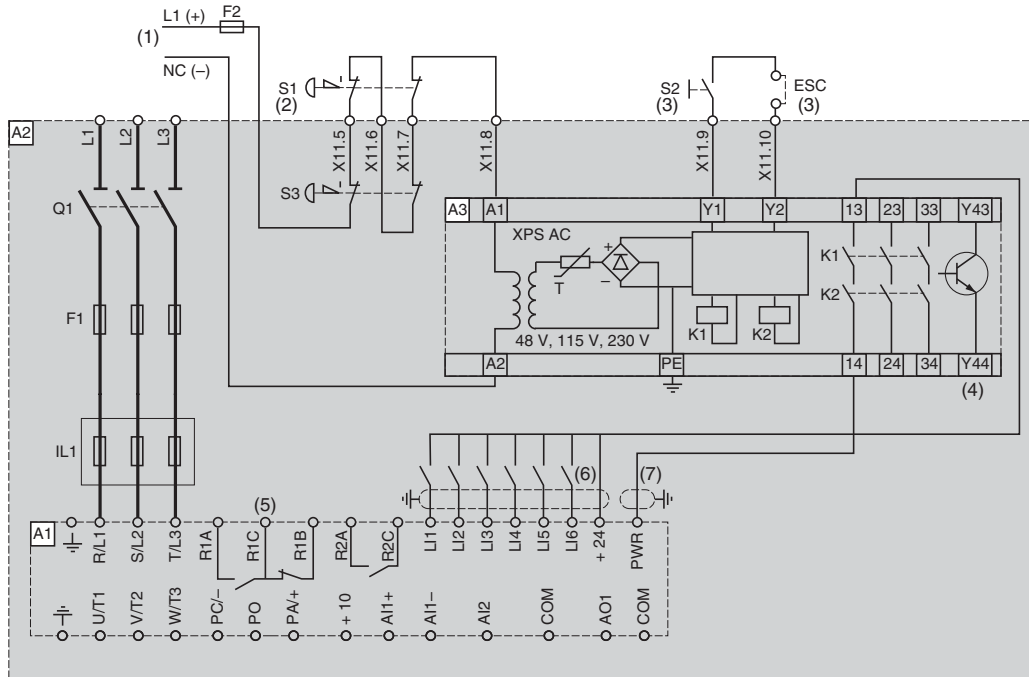 L1 (+)
F2
(1)
NC (–)
S1
(2)
S2
(3)
ESC
(3)
A2
L1
L2
L3
X11.5
X11.6
X11.7
X11.8
X11.9
X11.10
S3
Q1
A3
A1
Y1
Y2
13
23
33
Y43
XPS AC
+
–
T
K1
K2
F1
K1
K2
48 V, 115 V, 230 V
A2
PE
14
24
34
Y44
(4)
IL1
(5)
(6)
(7)
A1
R/L1
S/L2
T/L3
R1A
R1C
R1B
R2A
R2C
LI1
LI2
LI3
LI4
LI5
LI6
+ 24
PWR
U/T1
V/T2
W/T3
PC/-
PO
PA/+
+ 10
AI1+
AI1–
AI2
COM
AO1
COM